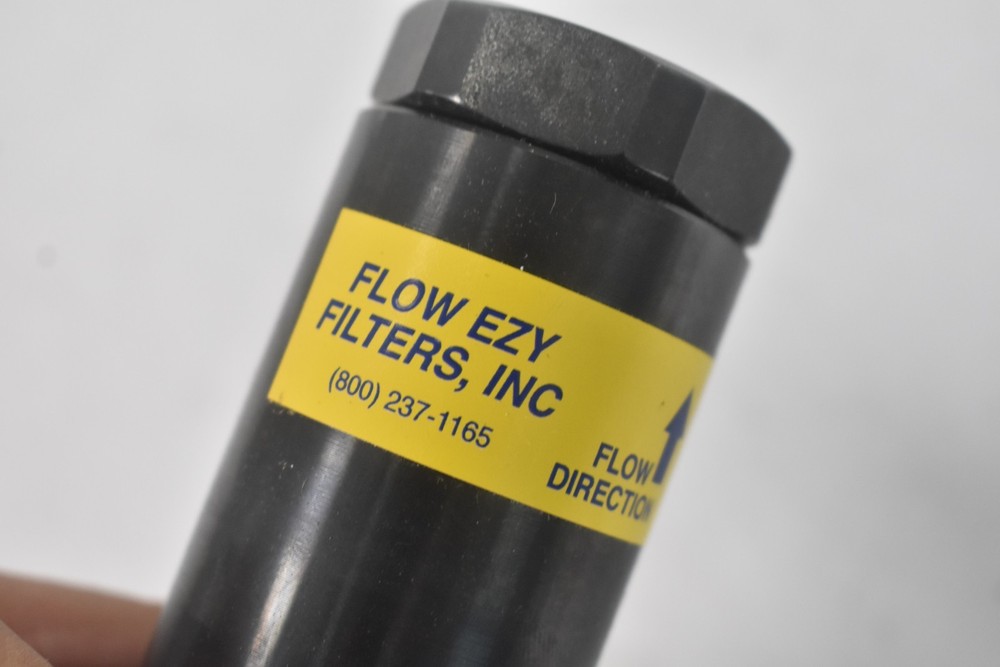 FLOW EZY
FILTERS, INC
(800) 237-1165
FLOW
DIRECTION